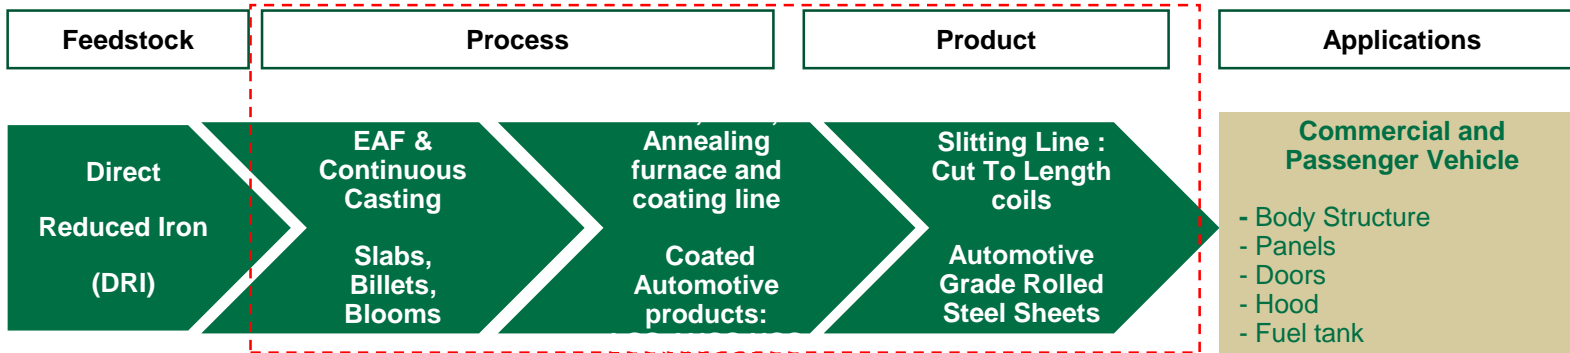 Feedstock
Process
Product
Applications
Direct
Reduced Iron
(DRI)
EAF &
Continuous
Casting
Slabs,
Billets,
Blooms
Annealing
furnace and
coating line
Coated
Automotive
products:
Slitting Line :
Cut To Length
coils
Automotive
Grade Rolled
Steel Sheets
Commercial and
Passenger Vehicle
- Body Structure
- Panels
- Doors
- Hood
- Fuel tank